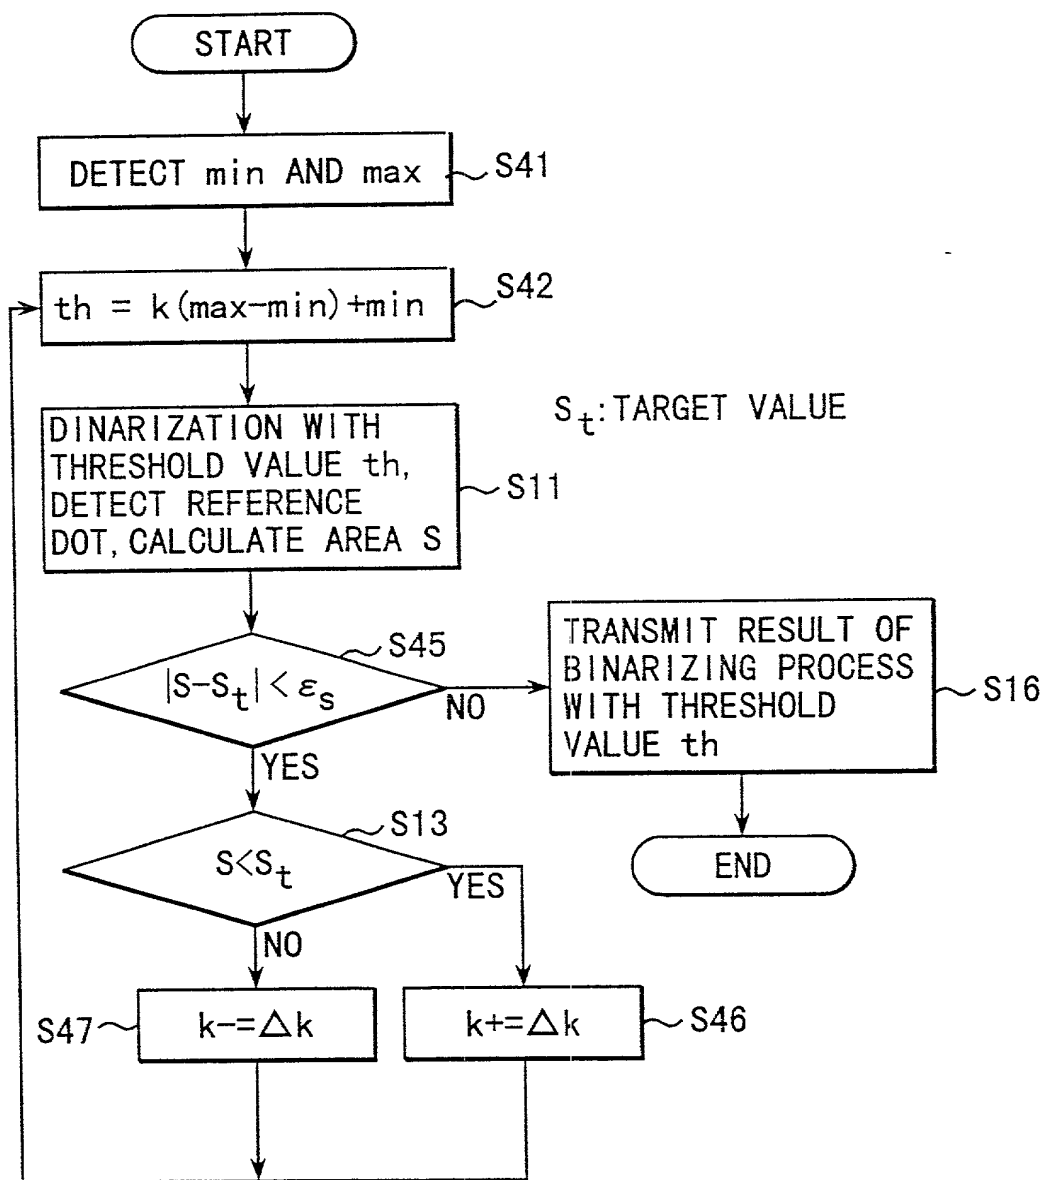 START
DETECT min AND max
S41
th = k(max-min)+min
S42
DINARIZATION WITH
THRESHOLD VALUE th,
DETECT REFERENCE
DOT, CALCULATE AREA S
S11
St: TARGET VALUE
|S-St| < εs
S45
NO
YES
TRANSMIT RESULT OF
BINARIZING PROCESS
WITH THRESHOLD
VALUE th
S16
END
S<St
S13
YES
NO
k-=△k
S47
k+=△k
S46